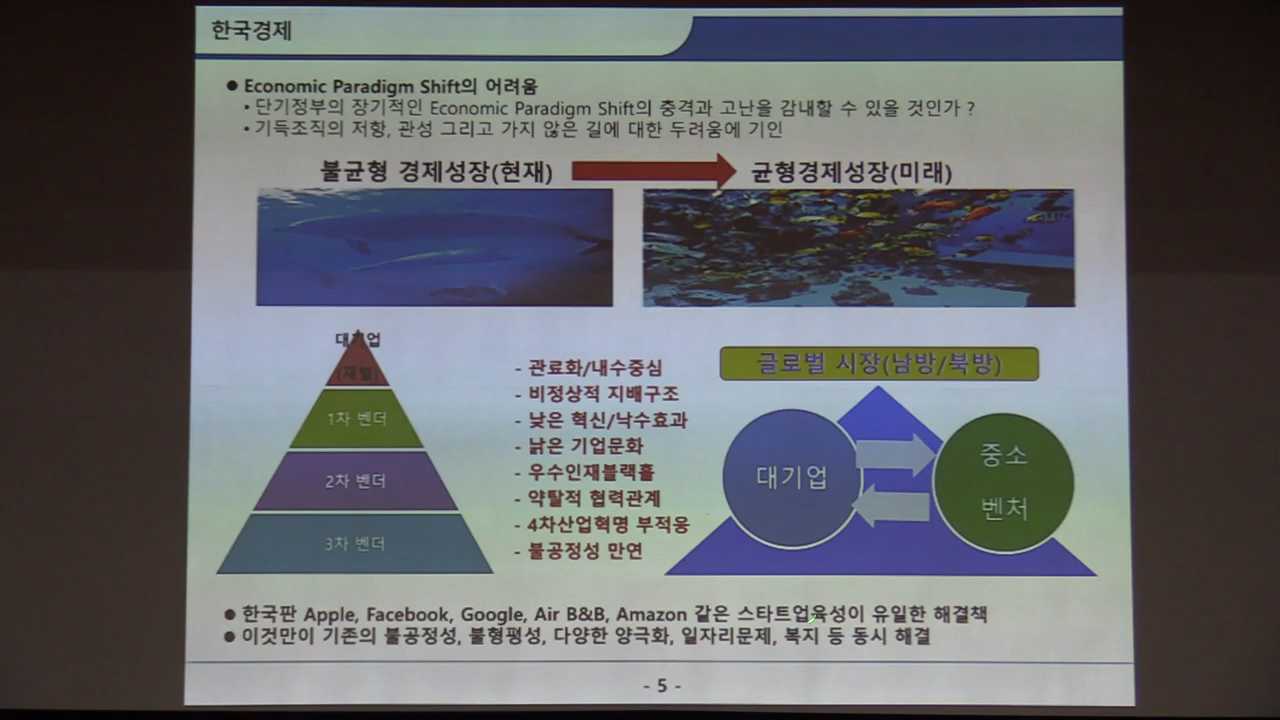 한국경제
● Economic Paradigm Shift의 어려움
• 단기정부의 장기적인 Economic Paradigm Shift의 충격과 고난을 감내할 수 있을 것인가 ?
• 기득조직의 저항, 관성 그리고 가지 않은 길에 대한 두려움에 기인
불균형 경제성장(현재)
균형경제성장(미래)
대기업
(재벌)
1차 벤더
2차 벤더
3차 벤더
- 관료화/내수중심
- 비정상적 지배구조
- 낮은 혁신/낙수효과
- 낡은 기업문화
- 우수인재블랙홀
- 약탈적 협력관계
- 4차산업혁명 부적응
- 불공정성 만연
글로벌 시장(남방/북방)
대기업
중소
벤처
● 한국판 Apple, Facebook, Google, Air B&B, Amazon 같은 스타트업육성이 유일한 해결책
● 이것만이 기존의 불공정성, 불형평성, 다양한 양극화, 일자리문제, 복지 등 동시 해결
- 5 -